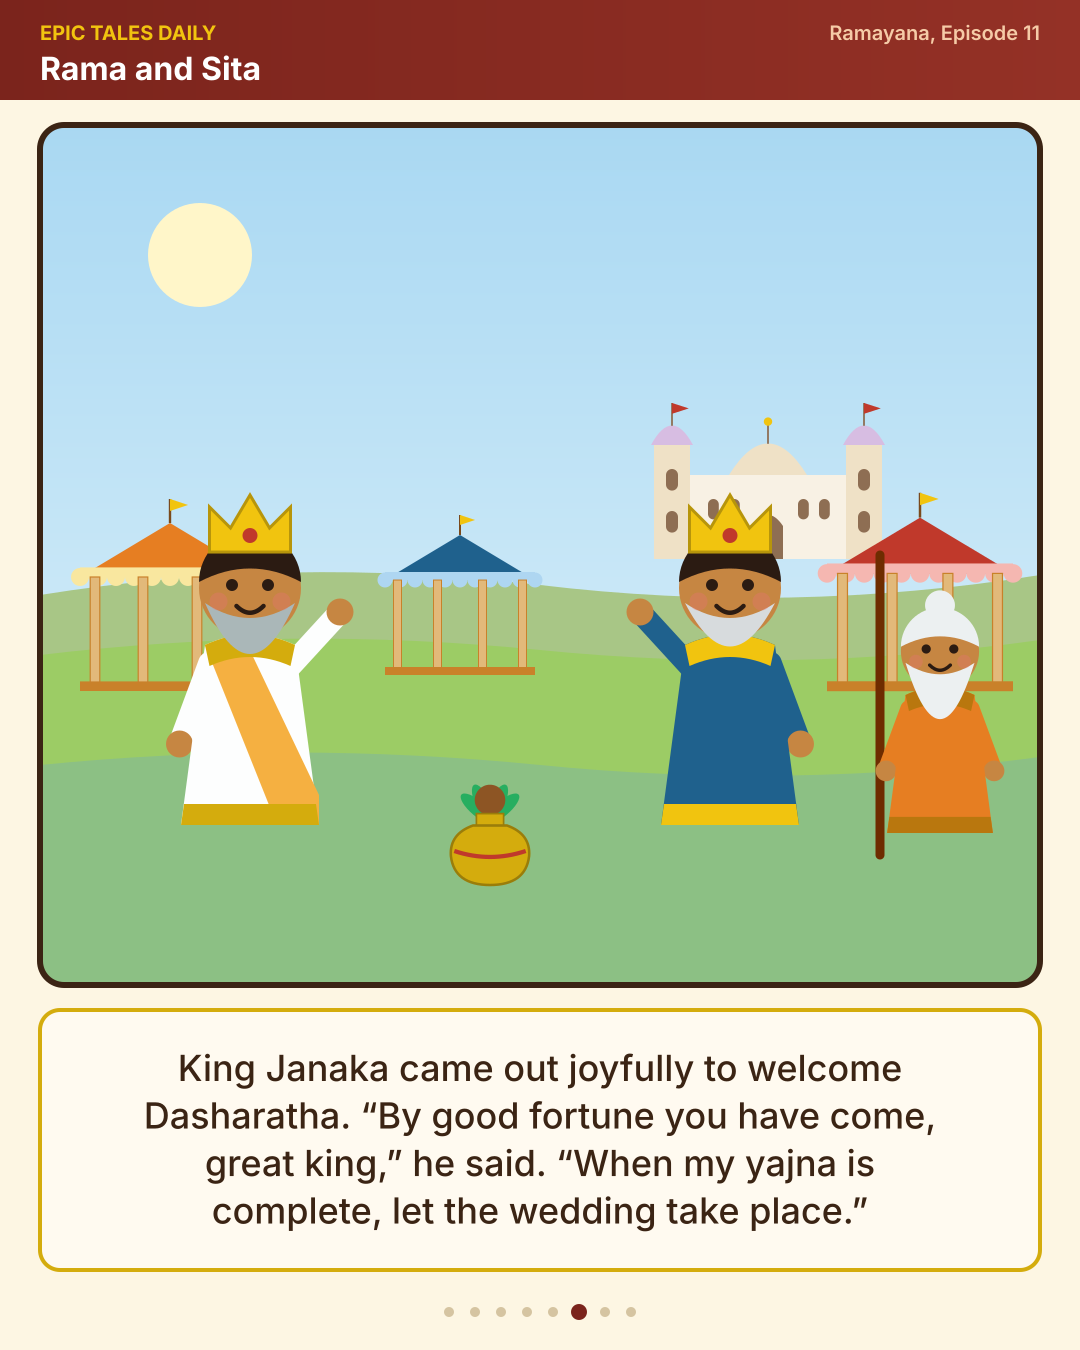 EPIC TALES DAILY
Ramayana, Episode 11
Rama and Sita
King Janaka came out joyfully to welcome
Dasharatha. “By good fortune you have come,
great king,” he said. “When my yajna is
complete, let the wedding take place.”